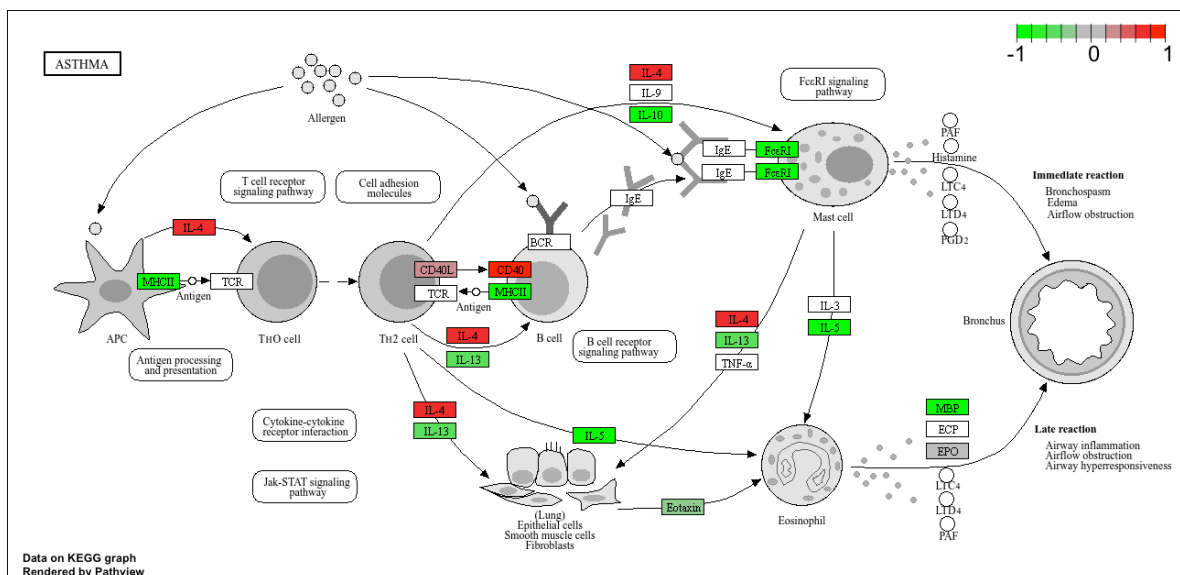 ASTHMA
-1 0 1
Allergen
IL-4
IL-9
IL-10
FcεRI signaling
pathway
T cell receptor
signaling pathway
Cell adhesion
molecules
IgE
FcεRI
IgE
FcεRI
IgE
Mast cell
PAF
Histamine
LTC4
LTD4
PGD2
Immediate reaction
Bronchospasm
Edema
Airflow obstruction
IL-4
MHCII
Antigen
TCR
APC
TH0 cell
CD40L
CD40
TCR
Antigen
MHCII
BCR
TH2 cell
B cell
IL-4
IL-13
B cell receptor
signaling pathway
Antigen processing
and presentation
IL-4
IL-13
TNF-α
IL-3
IL-5
Bronchus
Cytokine-cytokine
receptor interaction
IL-4
IL-13
IL-5
Jak-STAT signaling
pathway
(Lung)
Epithelial cells
Smooth muscle cells
Fibroblasts
Eotaxin
Eosinophil
MBP
ECP
EPO
LTC4
LTD4
PAF
Late reaction
Airway inflammation
Airflow obstruction
Airway hyperresponsiveness
Data on KEGG graph
Rendered by Pathview